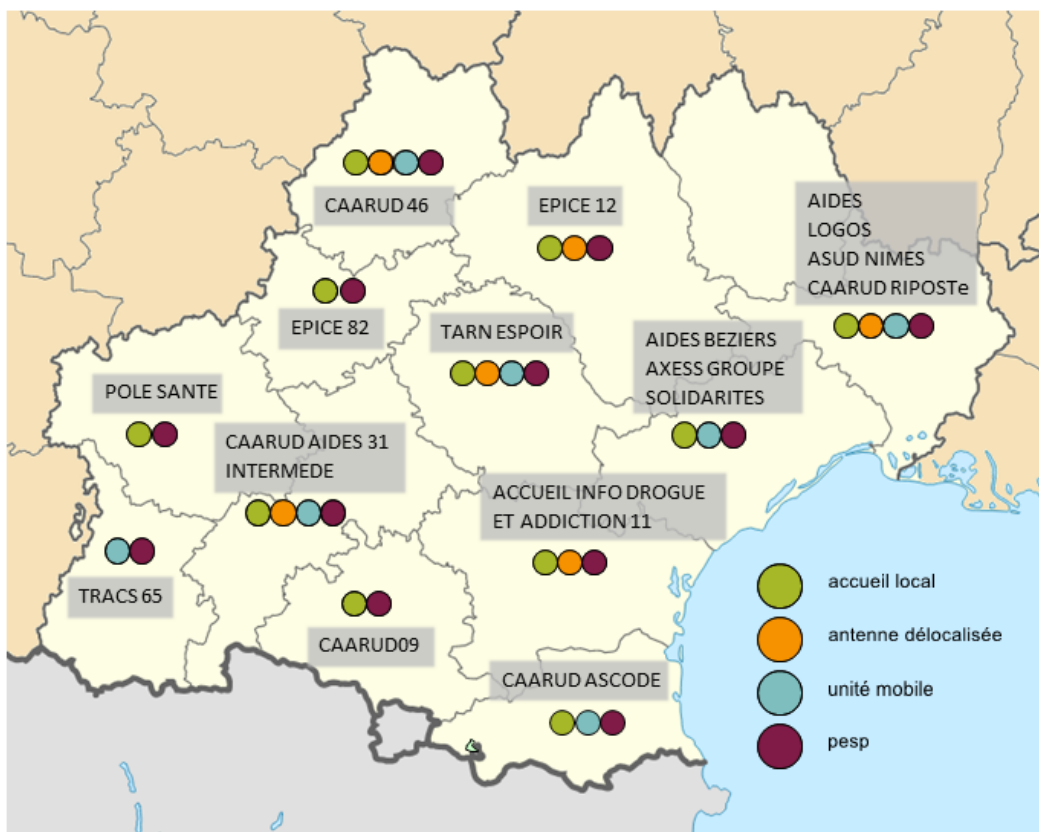 CAARUD 46
EPICE 12
AIDES
LOGOS
ASUD NIMES
CAARUD RIPOSTe
EPICE 82
TARN ESPOIR
AIDES BEZIERS
AXESS GROUPE
SOLIDARITES
POLE SANTE
CAARUD AIDES 31
INTERMEDE
ACCUEIL INFO DROGUE
ET ADDICTION 11
TRACS 65
CAARUD09
CAARUD ASCODE
accueil local
antenne délocalisée
unité mobile
pesp